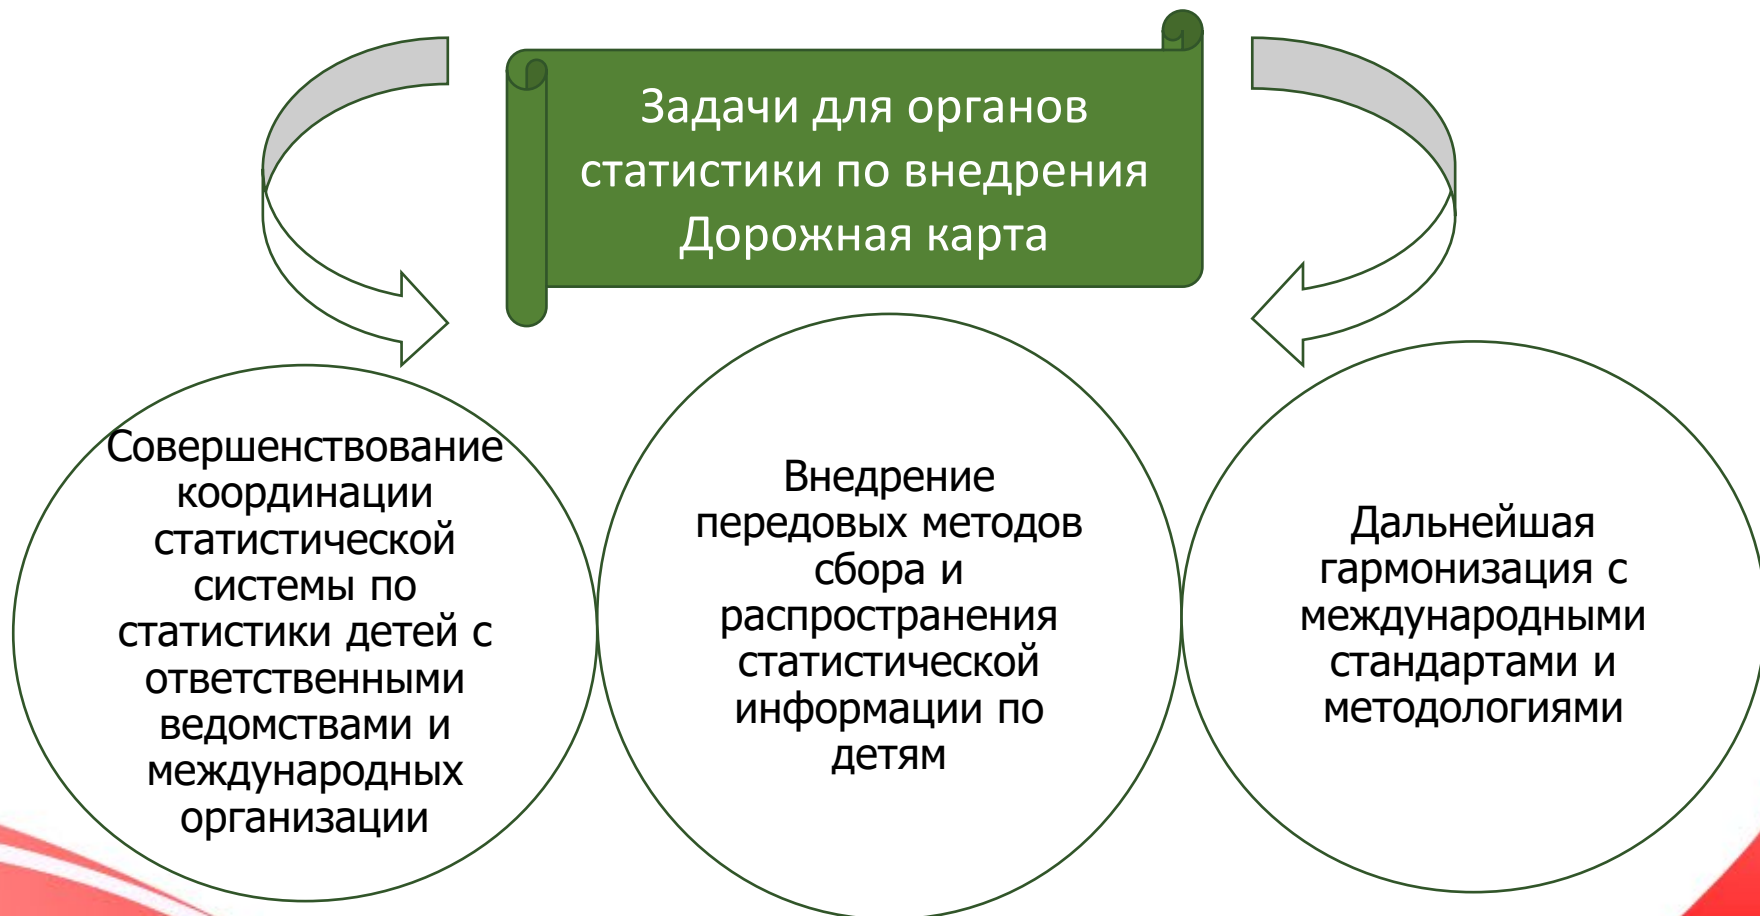 Задачи для органов
статистики по внедрения
Дорожная карта
Совершенствование
координации
статистической
системы по
статистики детей с
ответственными
ведомствами и
международных
организации
Внедрение
передовых методов
сбора и
распространения
статистической
информации по
детям
Дальнейшая
гармонизация с
международными
стандартами и
методологиями